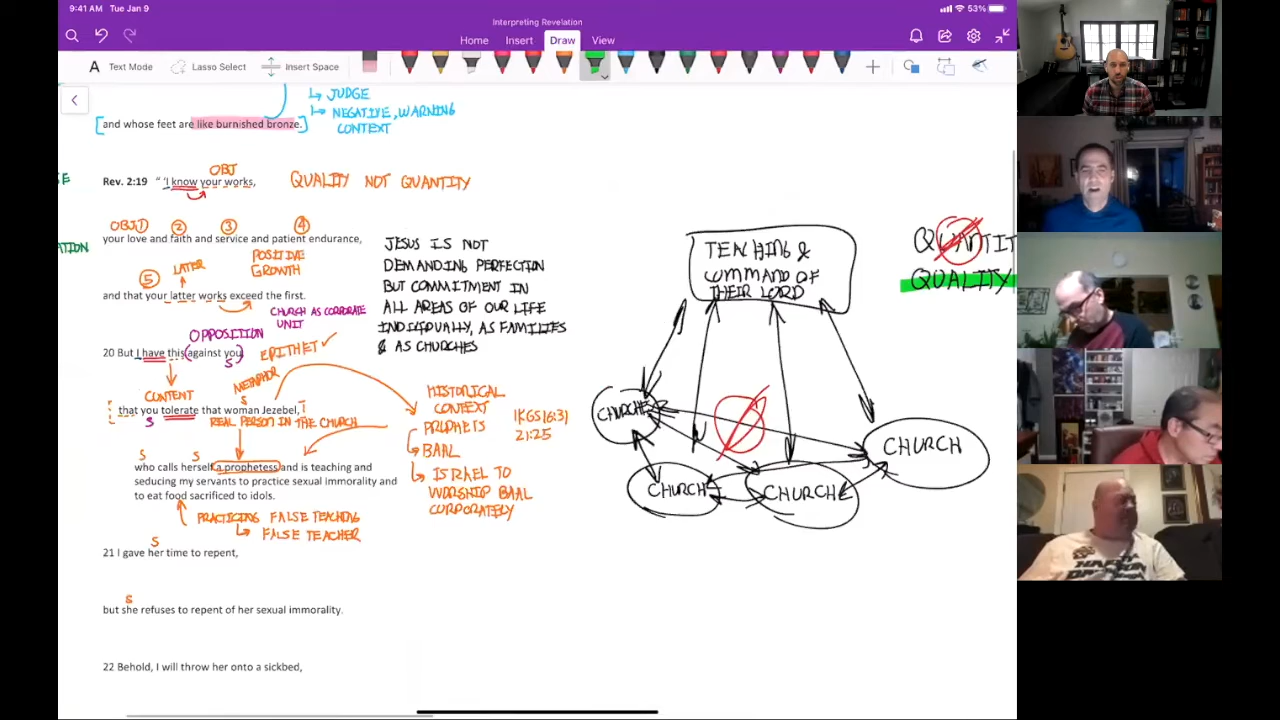 9:41 AM Tue Jan 9
53%
Interpreting Revelation
Home Insert Draw View
Text Mode Lasso Select Insert Space
JUDGE
NEGATIVE, WARNING
CONTEXT
and whose feet are like burnished bronze.
OBJ
Rev. 2:19 " 'I know your works,
QUALITY NOT QUANTITY
OBJ ① ② ③ ④
your love and faith and service and patient endurance,
⑤ LATER
POSITIVE
GROWTH
and that your latter works exceed the first.
JESUS IS NOT
DEMANDING PERFECTION
BUT COMMITMENT IN
ALL AREAS OF OUR LIFE
INDIVIDUALLY, AS FAMILIES
& AS CHURCHES
CHURCH AS CORPORATE
UNIT
OPPOSITION
20 But I have this (against you)
S
EPITHET ✓
CONTENT
METAPHOR
S
that you tolerate that woman Jezebel,
S
REAL PERSON IN THE CHURCH
HISTORICAL
CONTEXT
PROPHETS
1KGS 16:31
21:25
BAAL
ISRAEL TO
WORSHIP BAAL
CORPORATELY
S S
who calls herself a prophetess and is teaching and
seducing my servants to practice sexual immorality and
to eat food sacrificed to idols.
PRACTICING FALSE TEACHING
FALSE TEACHER
S
21 I gave her time to repent,
S
but she refuses to repent of her sexual immorality.
22 Behold, I will throw her onto a sickbed,
TEACHING &
COMMAND OF
THEIR LORD
CHURCH
CHURCH
CHURCH
CHURCH
QUANTIT
QUALITY